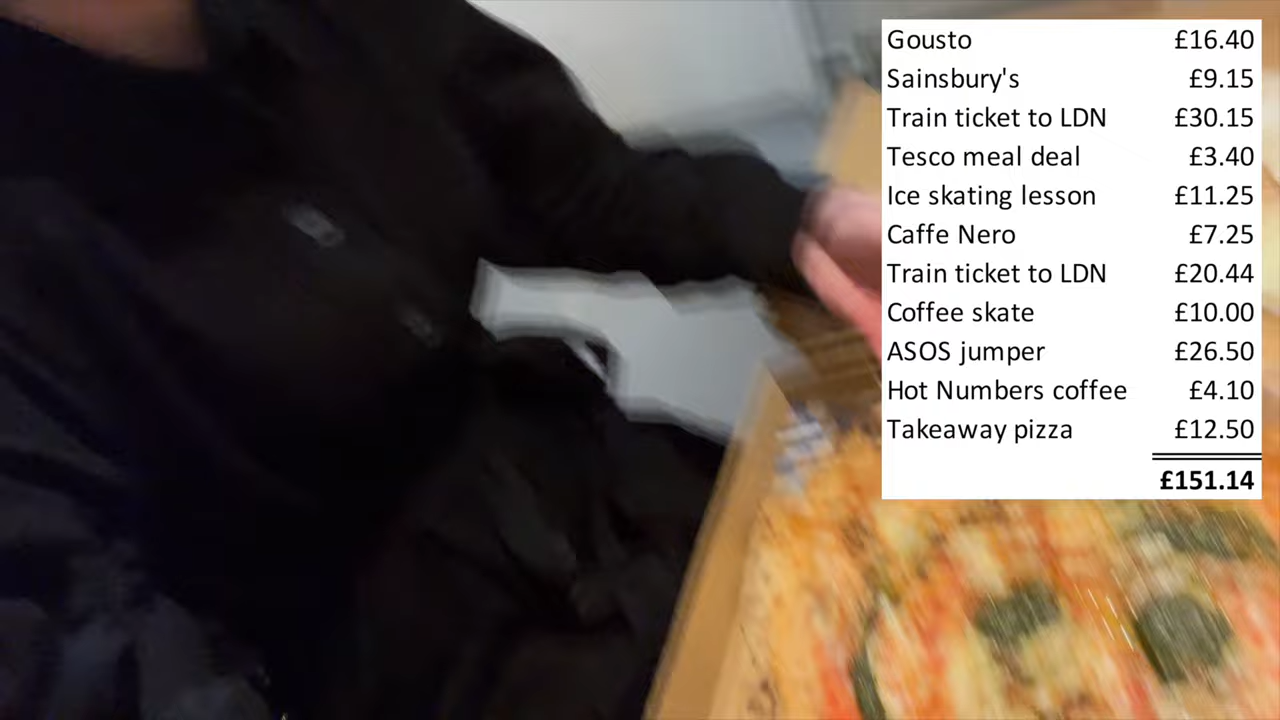 Gousto £16.40
Sainsbury's £9.15
Train ticket to LDN £30.15
Tesco meal deal £3.40
Ice skating lesson £11.25
Caffe Nero £7.25
Train ticket to LDN £20.44
Coffee skate £10.00
ASOS jumper £26.50
Hot Numbers coffee £4.10
Takeaway pizza £12.50
£151.14